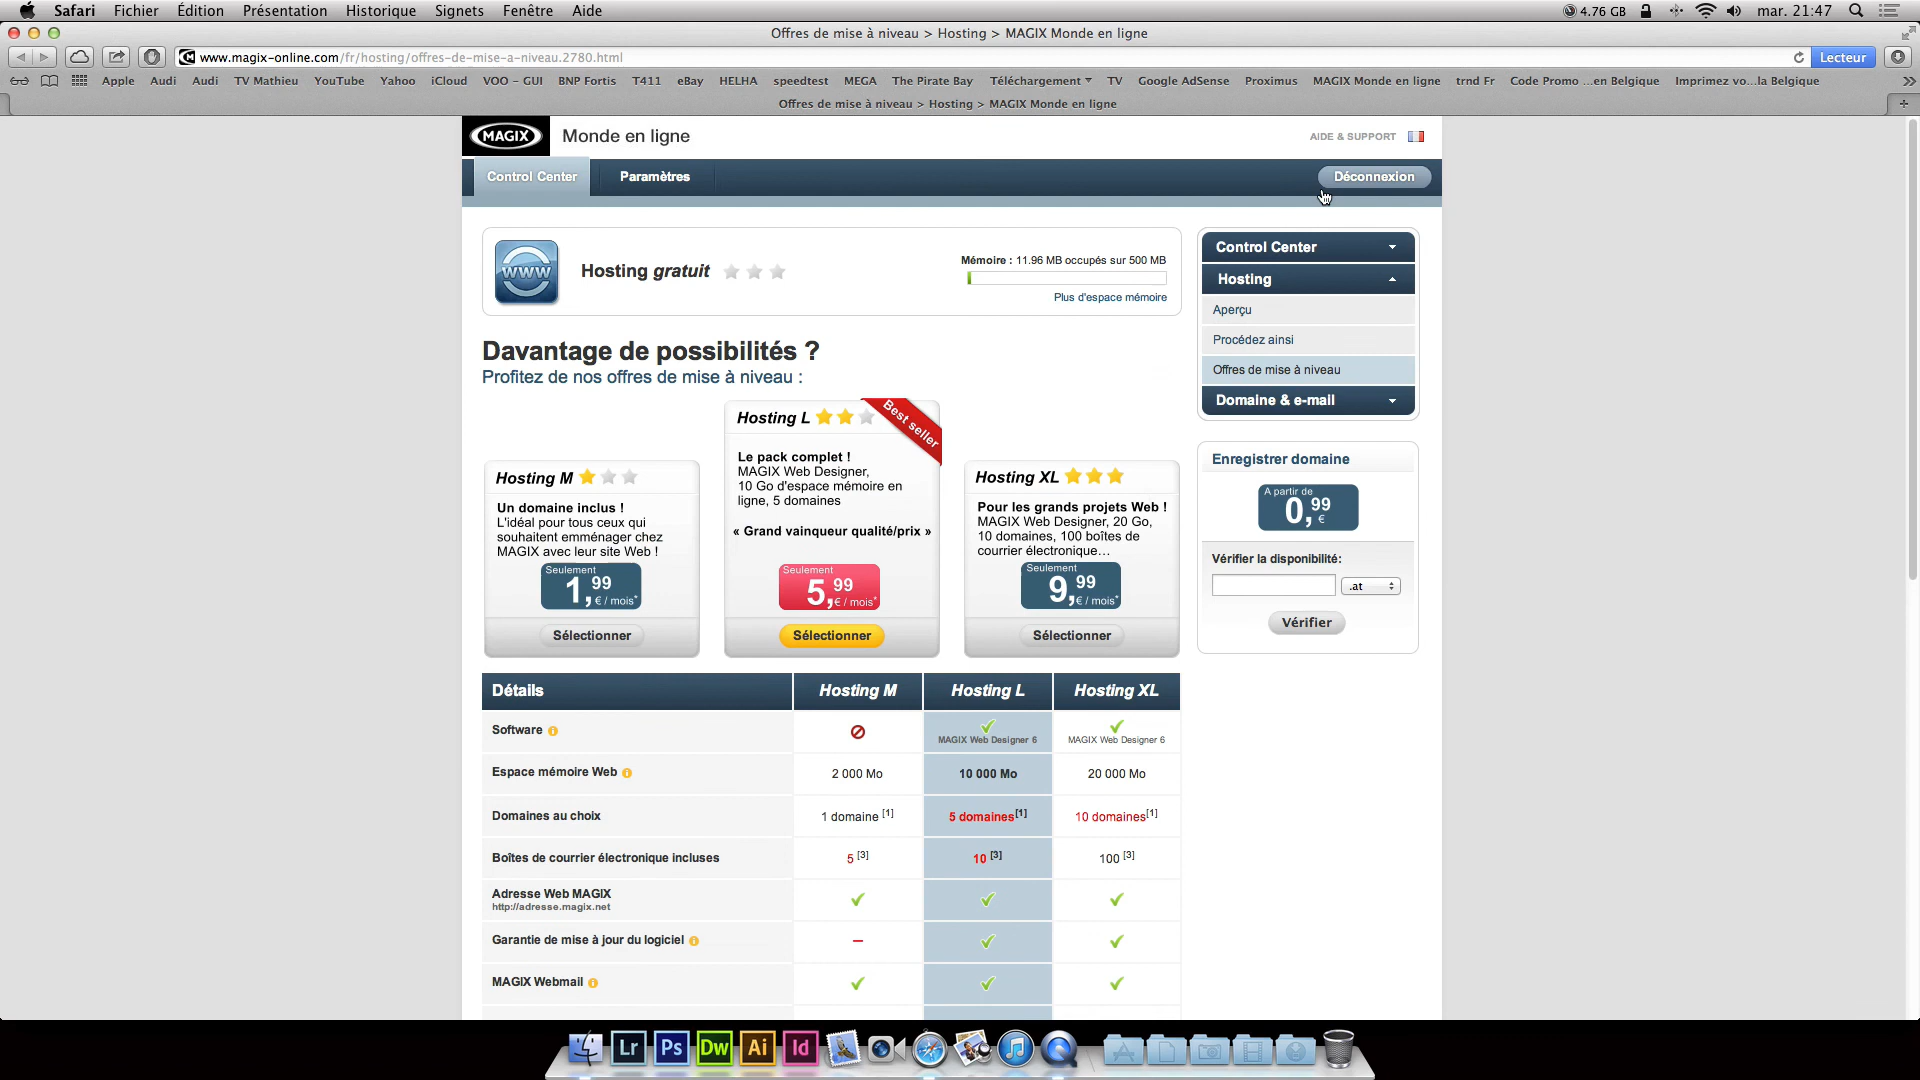 Safari Fichier Édition Présentation Historique Signets Fenêtre Aide 4.76 GB mar. 21:47
Offres de mise à niveau > Hosting > MAGIX Monde en ligne
www.magix-online.com/fr/hosting/offres-de-mise-a-niveau.2780.html Lecteur
Apple Audi Audi TV Mathieu YouTube Yahoo iCloud VOO - GUI BNP Fortis T411 eBay HELHA speedtest MEGA The Pirate Bay Téléchargement TV Google AdSense Proximus MAGIX Monde en ligne trnd Fr Code Promo ...en Belgique Imprimez vo...la Belgique
Offres de mise à niveau > Hosting > MAGIX Monde en ligne
MAGIX Monde en ligne AIDE & SUPPORT
Control Center Paramètres Déconnexion
WWW
Hosting gratuit
Mémoire : 11.96 MB occupés sur 500 MB
Plus d'espace mémoire
Davantage de possibilités ?
Profitez de nos offres de mise à niveau :
Hosting M
Un domaine inclus !
L'idéal pour tous ceux qui
souhaitent emménager chez
MAGIX avec leur site Web !
Seulement
1,99
€ / mois*
Sélectionner
Hosting L
Best seller
Le pack complet !
MAGIX Web Designer,
10 Go d'espace mémoire en
ligne, 5 domaines
« Grand vainqueur qualité/prix »
Seulement
5,99
€ / mois*
Sélectionner
Hosting XL
Pour les grands projets Web !
MAGIX Web Designer, 20 Go,
10 domaines, 100 boîtes de
courrier électronique...
Seulement
9,99
€ / mois*
Sélectionner
Control Center
Hosting
Aperçu
Procédez ainsi
Offres de mise à niveau
Domaine & e-mail
Enregistrer domaine
A partir de
0,99
€
Vérifier la disponibilité:
.at
Vérifier
Détails Hosting M Hosting L Hosting XL
Software MAGIX Web Designer 6 MAGIX Web Designer 6
Espace mémoire Web 2 000 Mo 10 000 Mo 20 000 Mo
Domaines au choix 1 domaine [1] 5 domaines[1] 10 domaines[1]
Boîtes de courrier électronique incluses 5 [3] 10 [3] 100 [3]
Adresse Web MAGIX
http://adresse.magix.net
Garantie de mise à jour du logiciel
MAGIX Webmail
Lr Ps Dw Ai Id